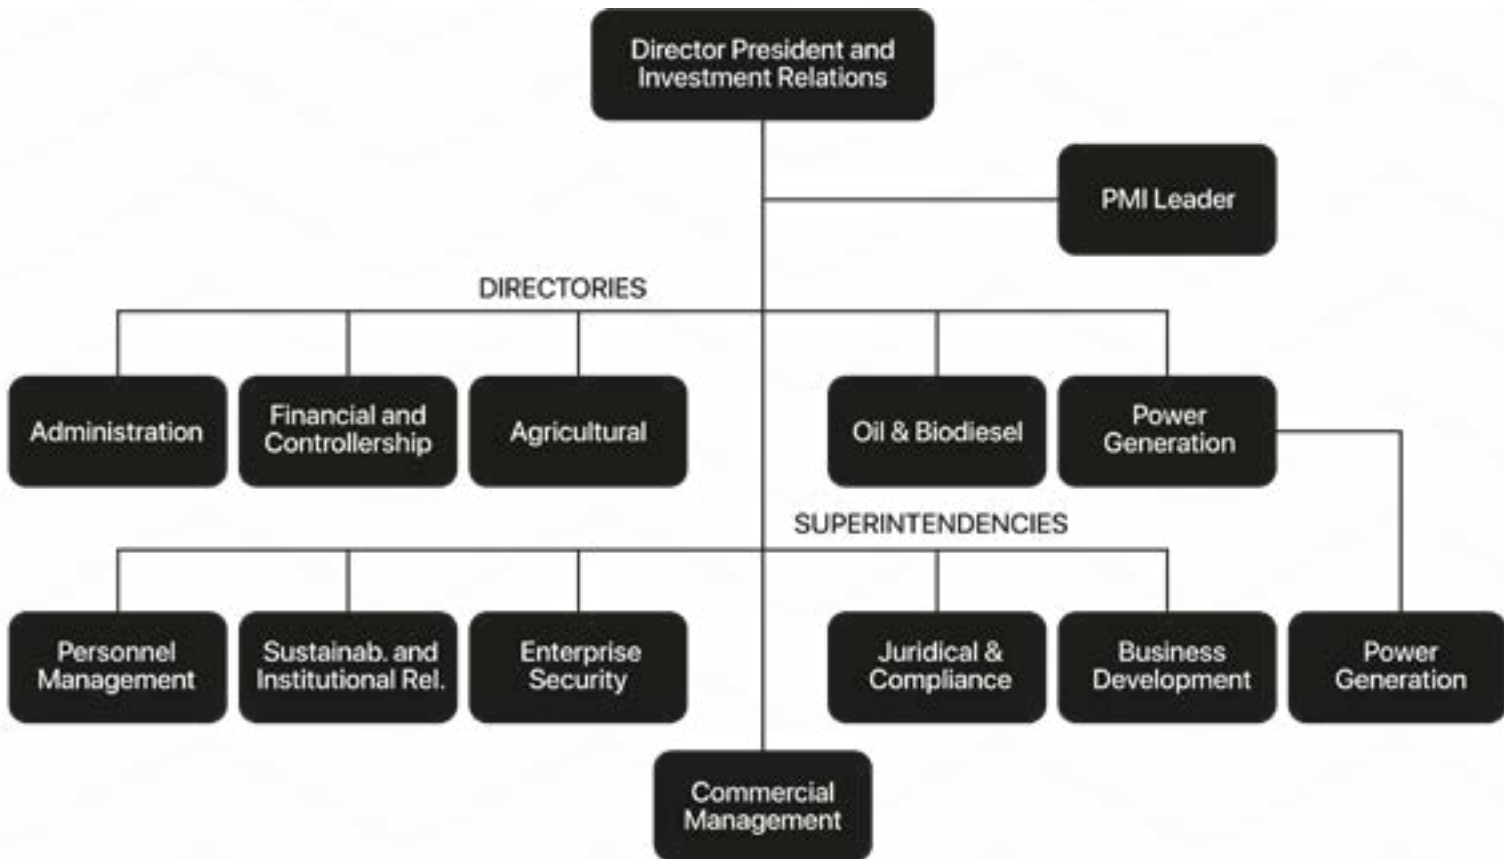 Director President and
Investment Relations
PMI Leader
DIRECTORIES
Administration
Financial and
Controllership
Agricultural
Oil & Biodiesel
Power
Generation
SUPERINTENDENCIES
Personnel
Management
Sustainab. and
Institutional Rel.
Enterprise
Security
Juridical &
Compliance
Business
Development
Power
Generation
Commercial
Management